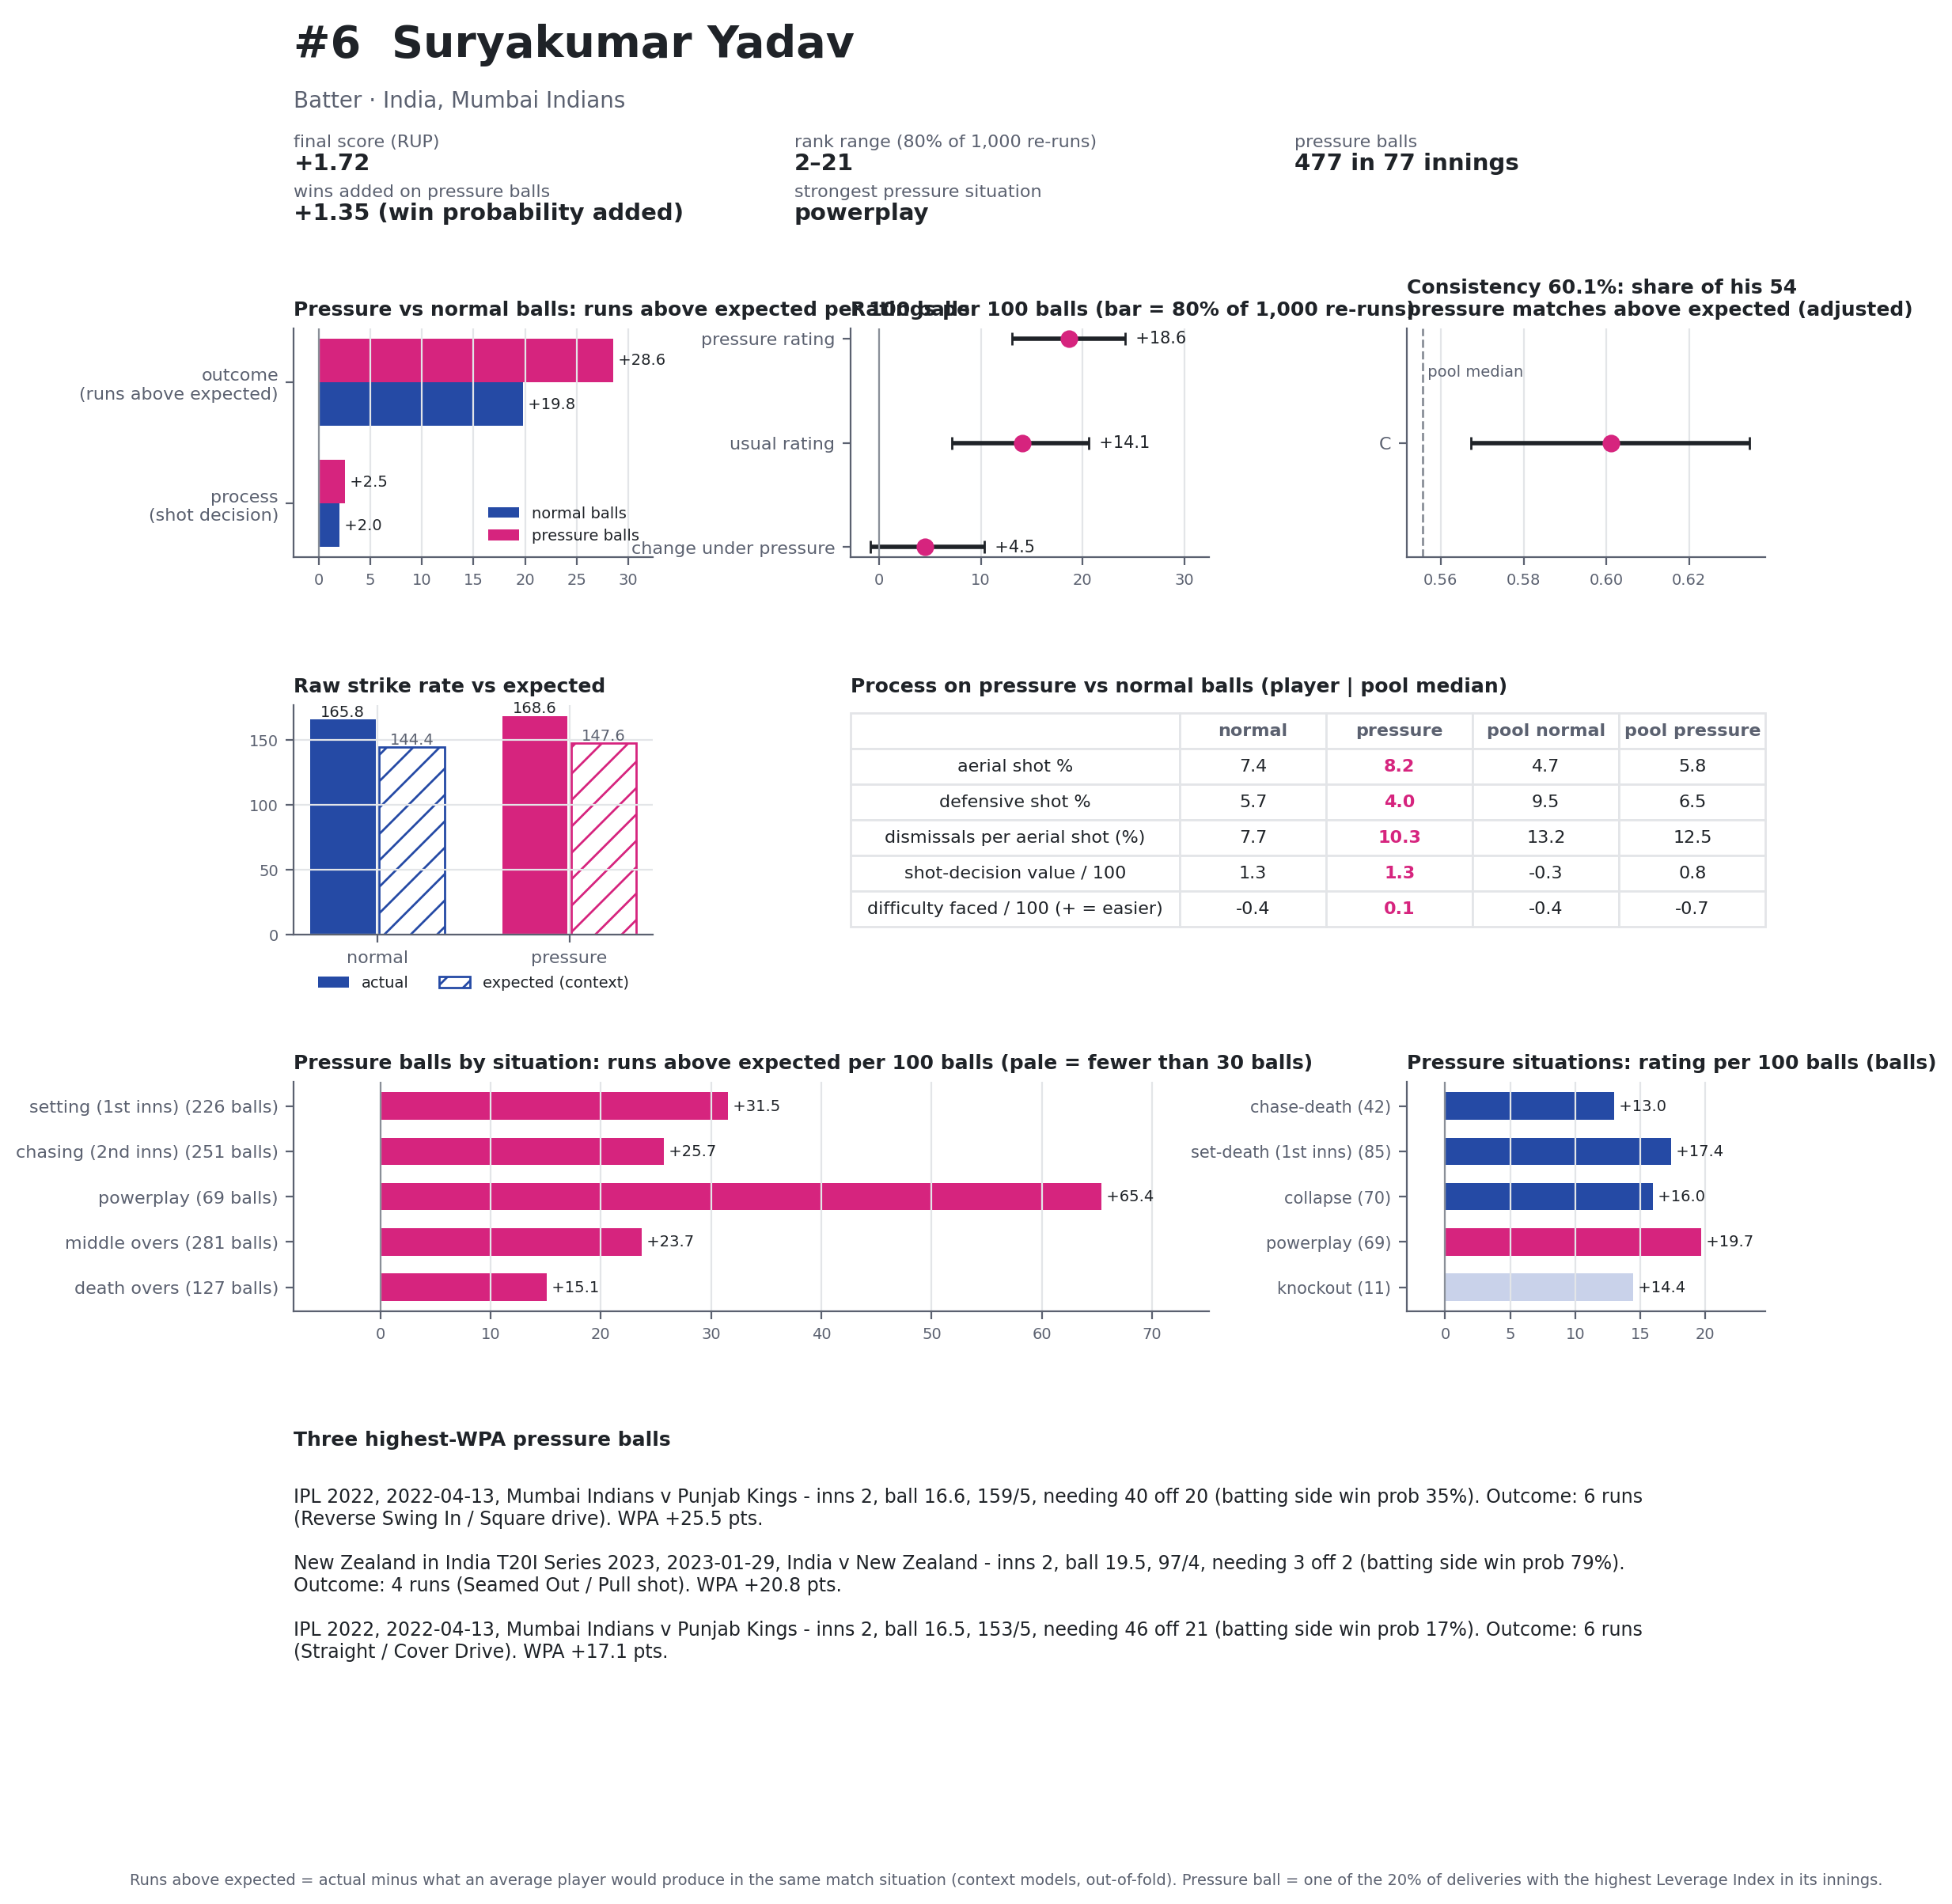 #6  Suryakumar Yadav
Batter · India, Mumbai Indians
final score (RUP)
+1.72
rank range (80% of 1,000 re-runs)
2–21
pressure balls
477 in 77 innings
wins added on pressure balls
+1.35 (win probability added)
strongest pressure situation
powerplay
Pressure vs normal balls: runs above expected per 100 balls
outcome
(runs above expected)
+28.6
+19.8
process
(shot decision)
+2.5
+2.0
normal balls
pressure balls
0 5 10 15 20 25 30
Ratings per 100 balls (bar = 80% of 1,000 re-runs)
pressure rating
+18.6
usual rating
+14.1
change under pressure
+4.5
0 10 20 30
Consistency 60.1%: share of his 54
pressure matches above expected (adjusted)
pool median
C
0.56 0.58 0.60 0.62
Raw strike rate vs expected
165.8
144.4
168.6
147.6
150
100
50
0
normal pressure
actual expected (context)
Process on pressure vs normal balls (player | pool median)
normal pressure pool normal pool pressure
aerial shot % 7.4 8.2 4.7 5.8
defensive shot % 5.7 4.0 9.5 6.5
dismissals per aerial shot (%) 7.7 10.3 13.2 12.5
shot-decision value / 100 1.3 1.3 -0.3 0.8
difficulty faced / 100 (+ = easier) -0.4 0.1 -0.4 -0.7
Pressure balls by situation: runs above expected per 100 balls (pale = fewer than 30 balls)
setting (1st inns) (226 balls) +31.5
chasing (2nd inns) (251 balls) +25.7
powerplay (69 balls) +65.4
middle overs (281 balls) +23.7
death overs (127 balls) +15.1
0 10 20 30 40 50 60 70
Pressure situations: rating per 100 balls (balls)
chase-death (42) +13.0
set-death (1st inns) (85) +17.4
collapse (70) +16.0
powerplay (69) +19.7
knockout (11) +14.4
0 5 10 15 20
Three highest-WPA pressure balls
IPL 2022, 2022-04-13, Mumbai Indians v Punjab Kings - inns 2, ball 16.6, 159/5, needing 40 off 20 (batting side win prob 35%). Outcome: 6 runs
(Reverse Swing In / Square drive). WPA +25.5 pts.
New Zealand in India T20I Series 2023, 2023-01-29, India v New Zealand - inns 2, ball 19.5, 97/4, needing 3 off 2 (batting side win prob 79%).
Outcome: 4 runs (Seamed Out / Pull shot). WPA +20.8 pts.
IPL 2022, 2022-04-13, Mumbai Indians v Punjab Kings - inns 2, ball 16.5, 153/5, needing 46 off 21 (batting side win prob 17%). Outcome: 6 runs
(Straight / Cover Drive). WPA +17.1 pts.
Runs above expected = actual minus what an average player would produce in the same match situation (context models, out-of-fold). Pressure ball = one of the 20% of deliveries with the highest Leverage Index in its innings.